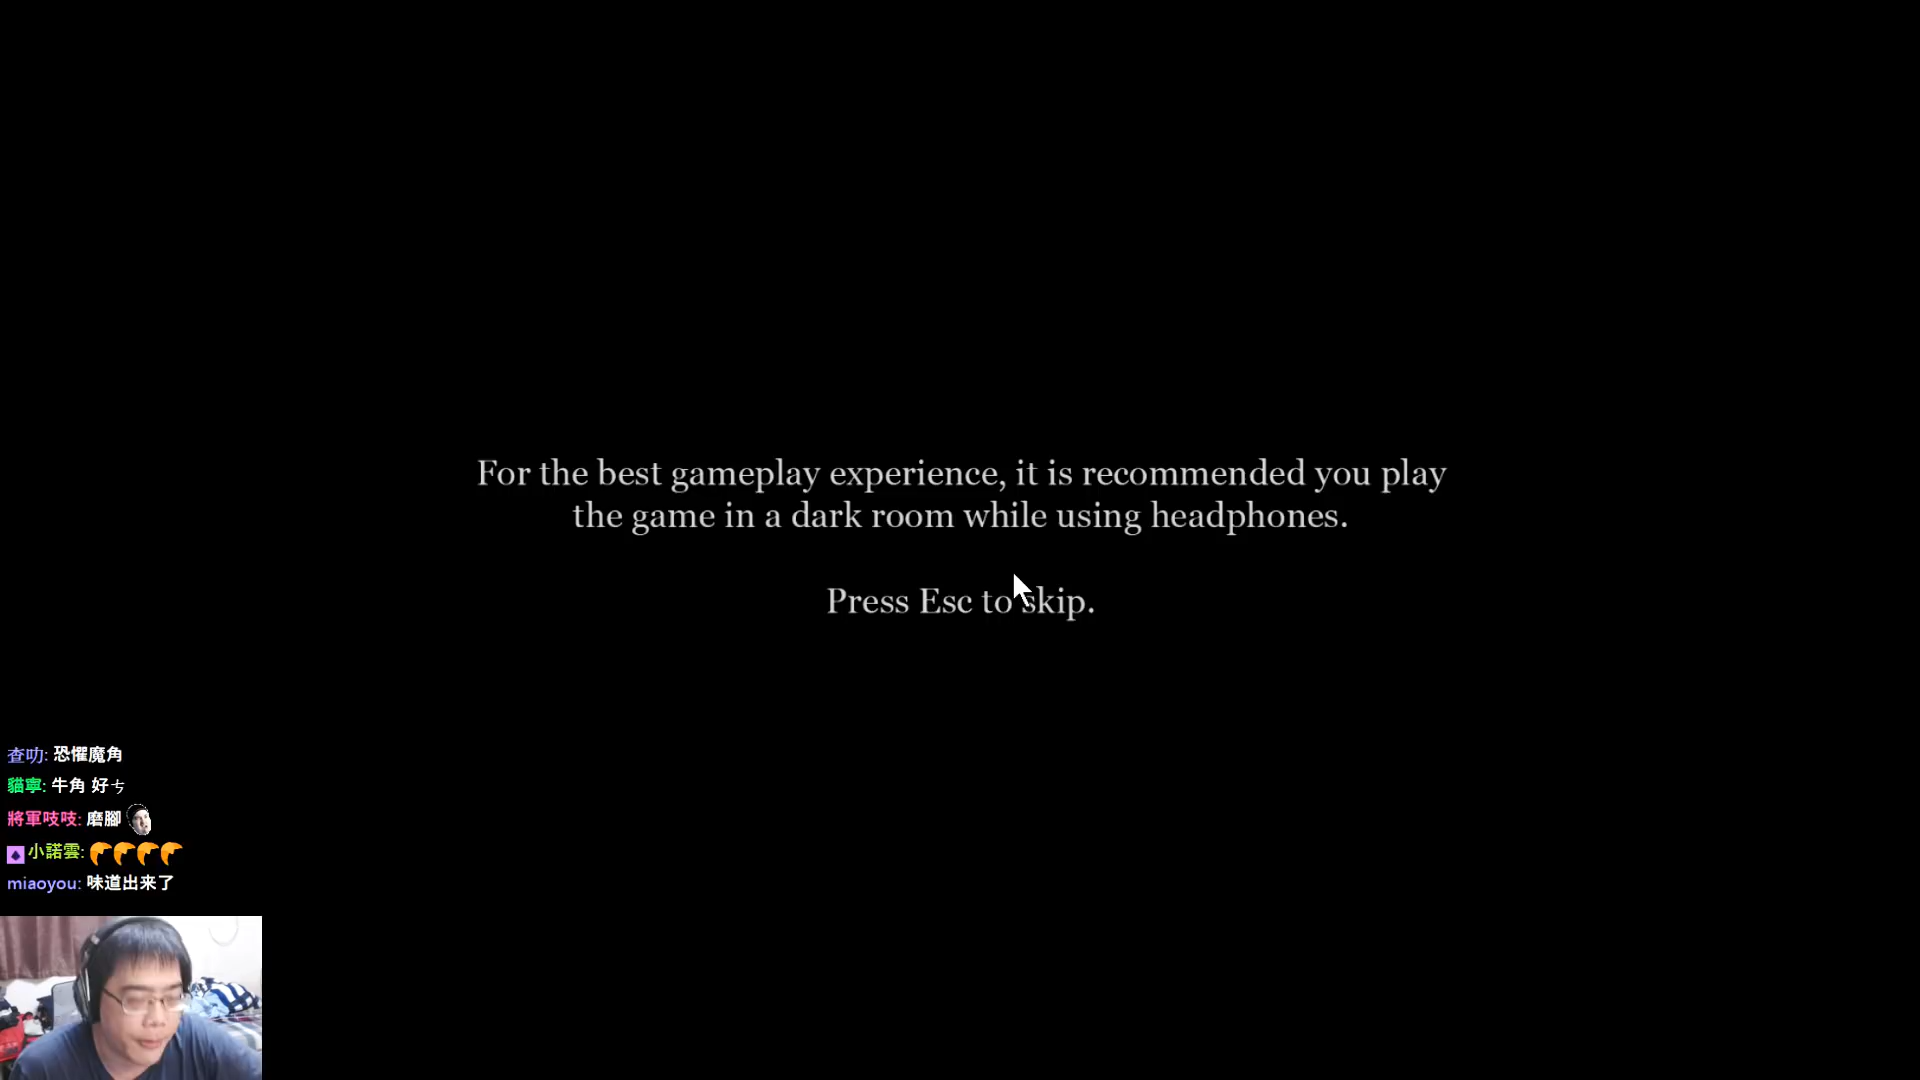 For the best gameplay experience, it is recommended you play
the game in a dark room while using headphones.
Press Esc to skip.
查叻: 恐懼魔角
貓寧: 牛角 好ㄘ
將軍吱吱: 磨腳
小諾雲:
miaoyou: 味道出来了